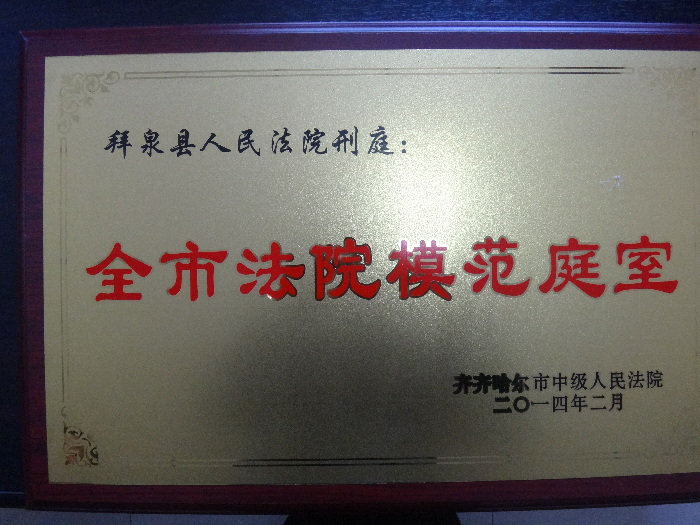 拜泉县人民法院刑庭：
全市法院模范庭室
齐齐哈尔市中级人民法院
二〇一四年二月